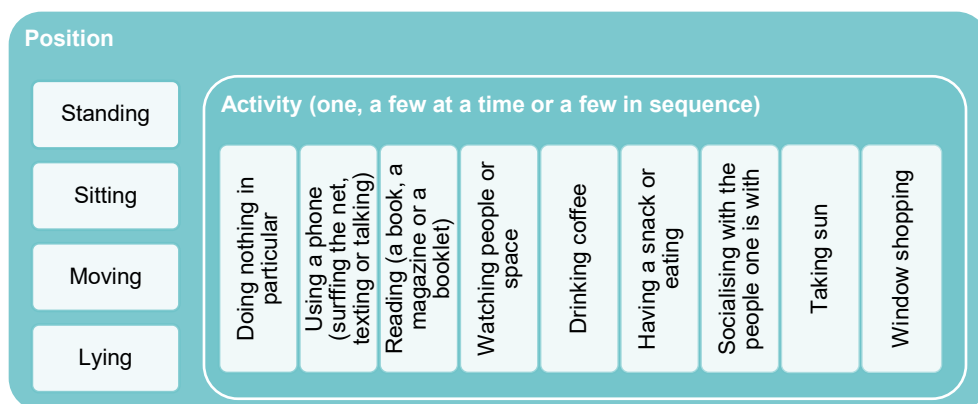 Position
Standing
Sitting
Moving
Lying
Activity (one, a few at a time or a few in sequence)
Doing nothing in
particular
Using a phone
(surffing the net,
texting or talking)
Reading (a book, a
magazine or a
booklet)
Watching people or
space
Drinking coffee
Having a snack or
eating
Socialising with the
people one is with
Taking sun
Window shopping